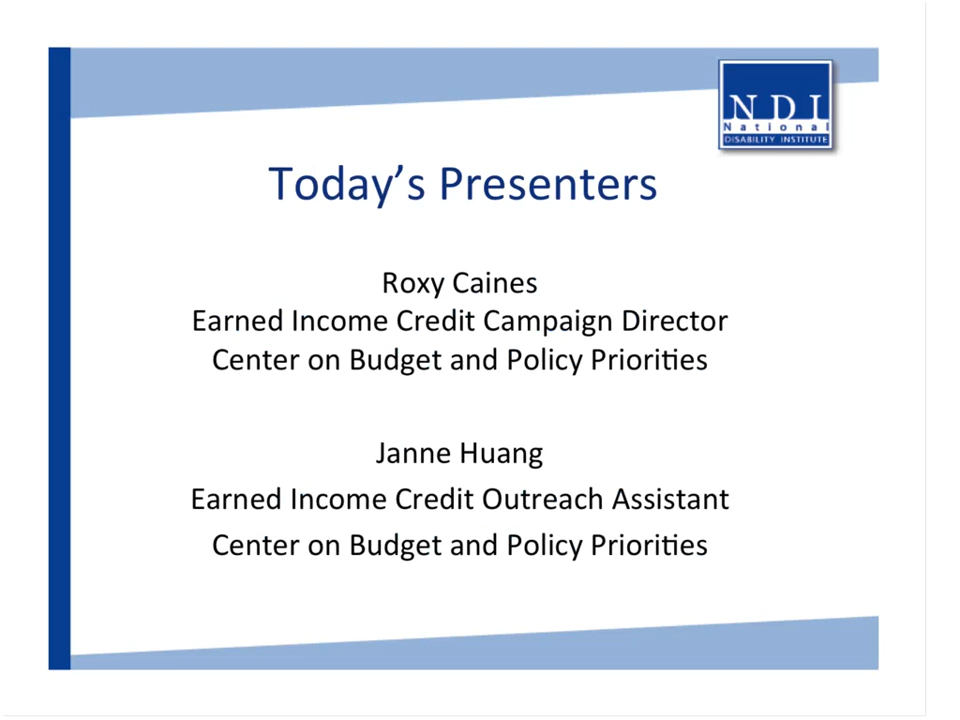 NDI
National
DISABILITY INSTITUTE
Today’s Presenters
Roxy Caines
Earned Income Credit Campaign Director
Center on Budget and Policy Priorities
Janne Huang
Earned Income Credit Outreach Assistant
Center on Budget and Policy Priorities